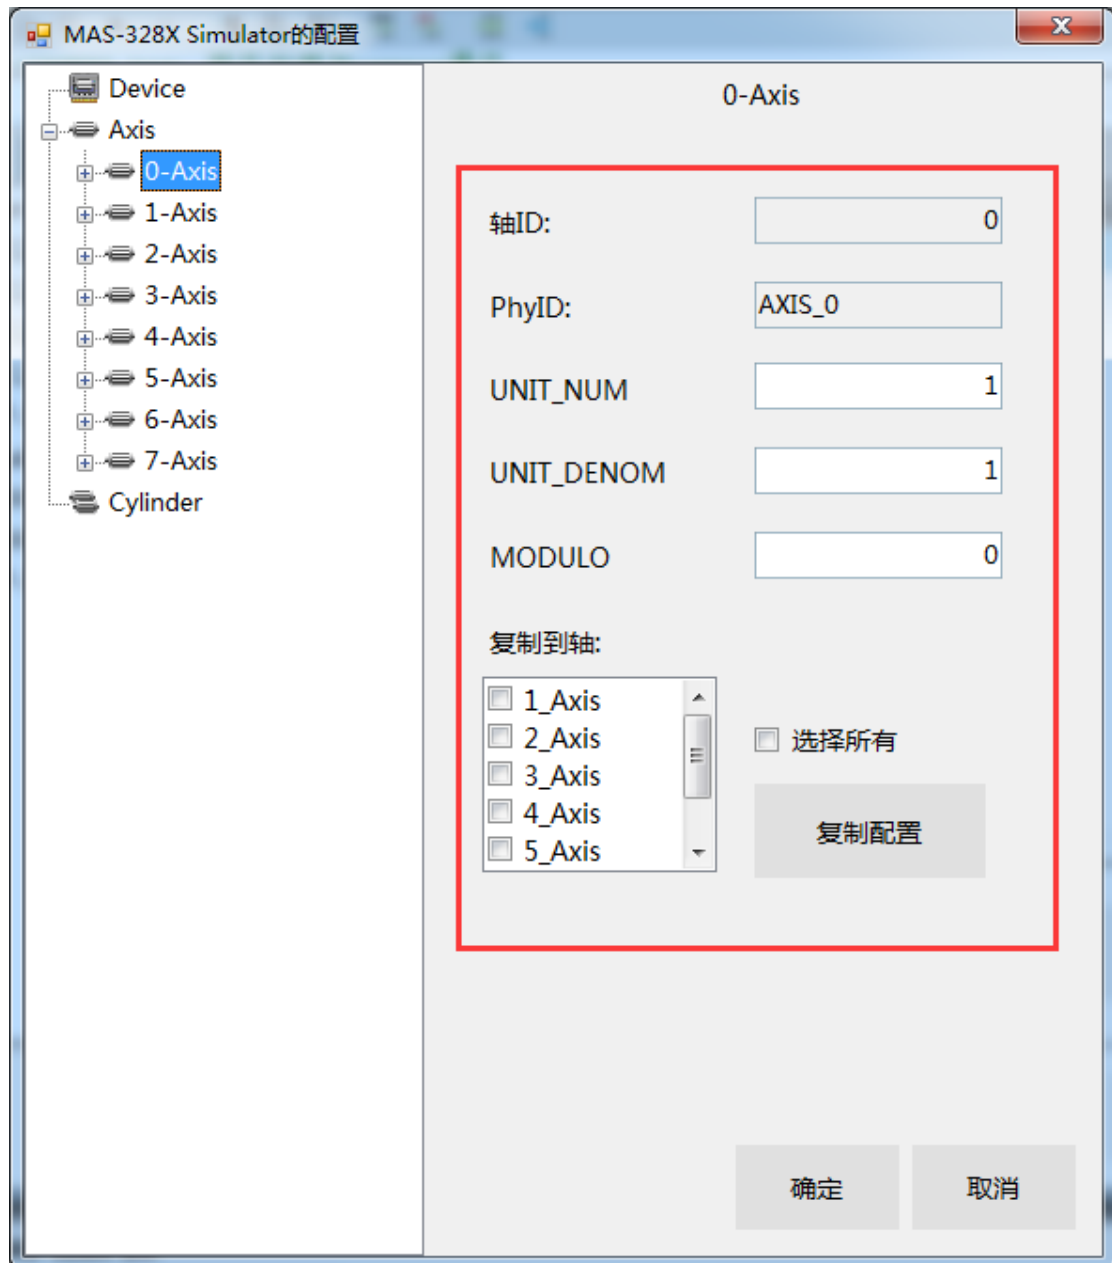 MAS-328X Simulator的配置
Device
Axis
0-Axis
1-Axis
2-Axis
3-Axis
4-Axis
5-Axis
6-Axis
7-Axis
Cylinder
0-Axis
轴ID: 0
PhyID: AXIS_0
UNIT_NUM 1
UNIT_DENOM 1
MODULO 0
复制到轴:
1_Axis
2_Axis
3_Axis
4_Axis
5_Axis
选择所有
复制配置
确定 取消